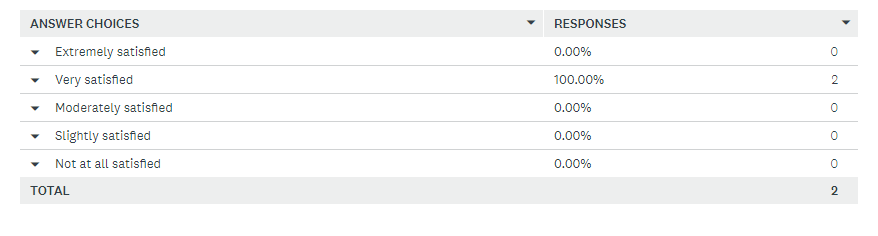 ANSWER CHOICES RESPONSES
Extremely satisfied 0.00% 0
Very satisfied 100.00% 2
Moderately satisfied 0.00% 0
Slightly satisfied 0.00% 0
Not at all satisfied 0.00% 0
TOTAL 2